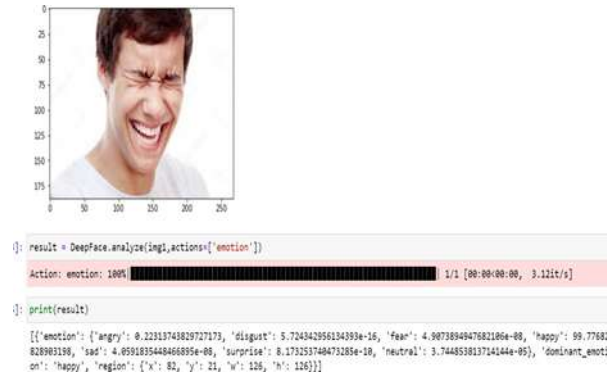 0
25
50
75
100
125
150
175
0 50 100 150 200 250
]: result = DeepFace.analyze(img1,actions=['emotion'])
Action: emotion: 100% 1/1 [00:00<00:00, 3.12it/s]
]: print(result)
[{'emotion': {'angry': 0.22313743829727173, 'disgust': 5.724342956134393e-16, 'fear': 4.9073894947682106e-08, 'happy': 99.77682
828903198, 'sad': 4.0591835448466895e-08, 'surprise': 8.173253740473285e-10, 'neutral': 3.744853813714144e-05}, 'dominant_emoti
on': 'happy', 'region': {'x': 82, 'y': 21, 'w': 126, 'h': 126}}]